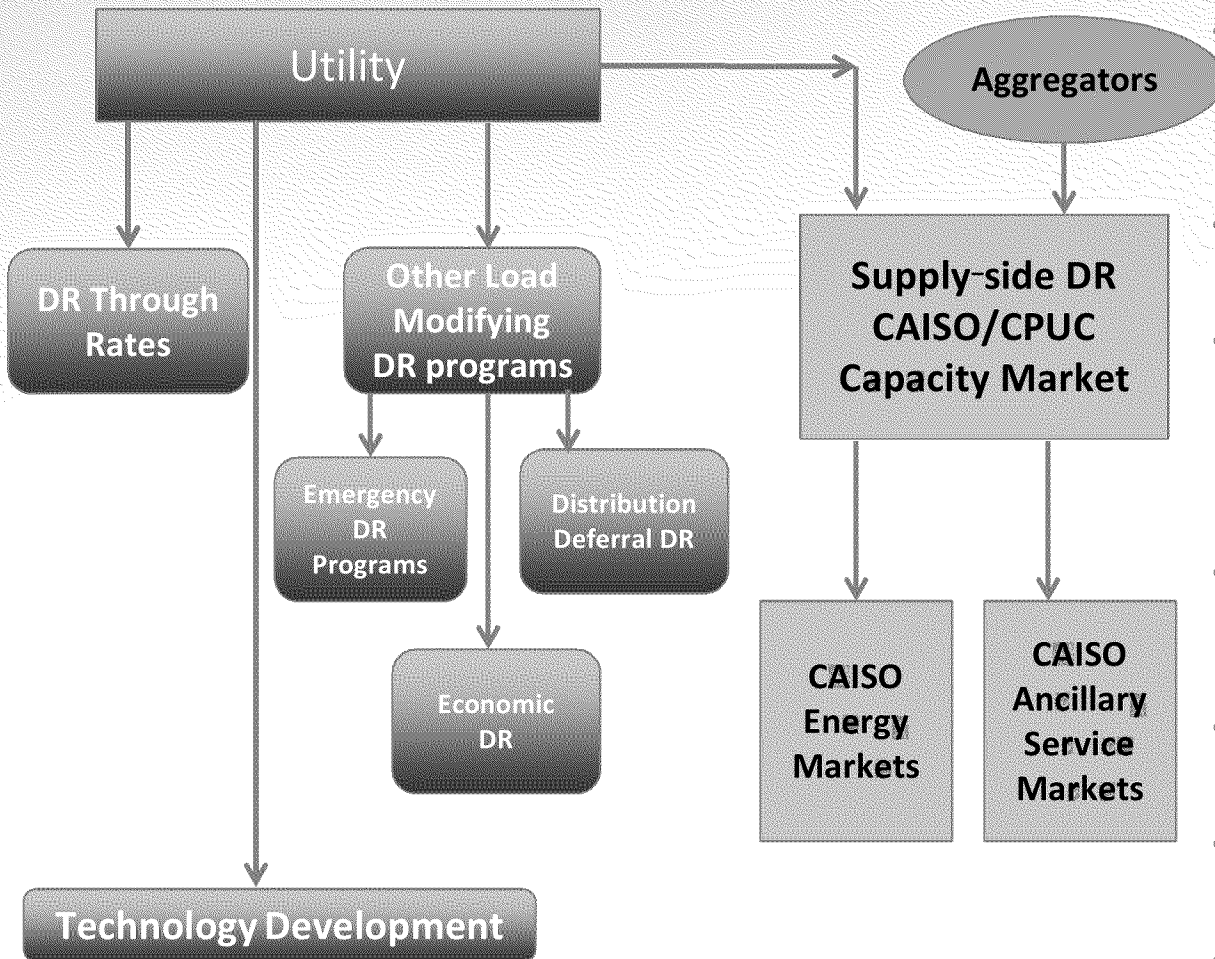 Utility
Aggregators
DR Through
Rates
Other Load
Modifying
DR programs
Supply-side DR
CAISO/CPUC
Capacity Market
Emergency
DR
Programs
Distribution
Deferral DR
Economic
DR
CAISO
Energy
Markets
CAISO
Ancillary
Service
Markets
Technology Development